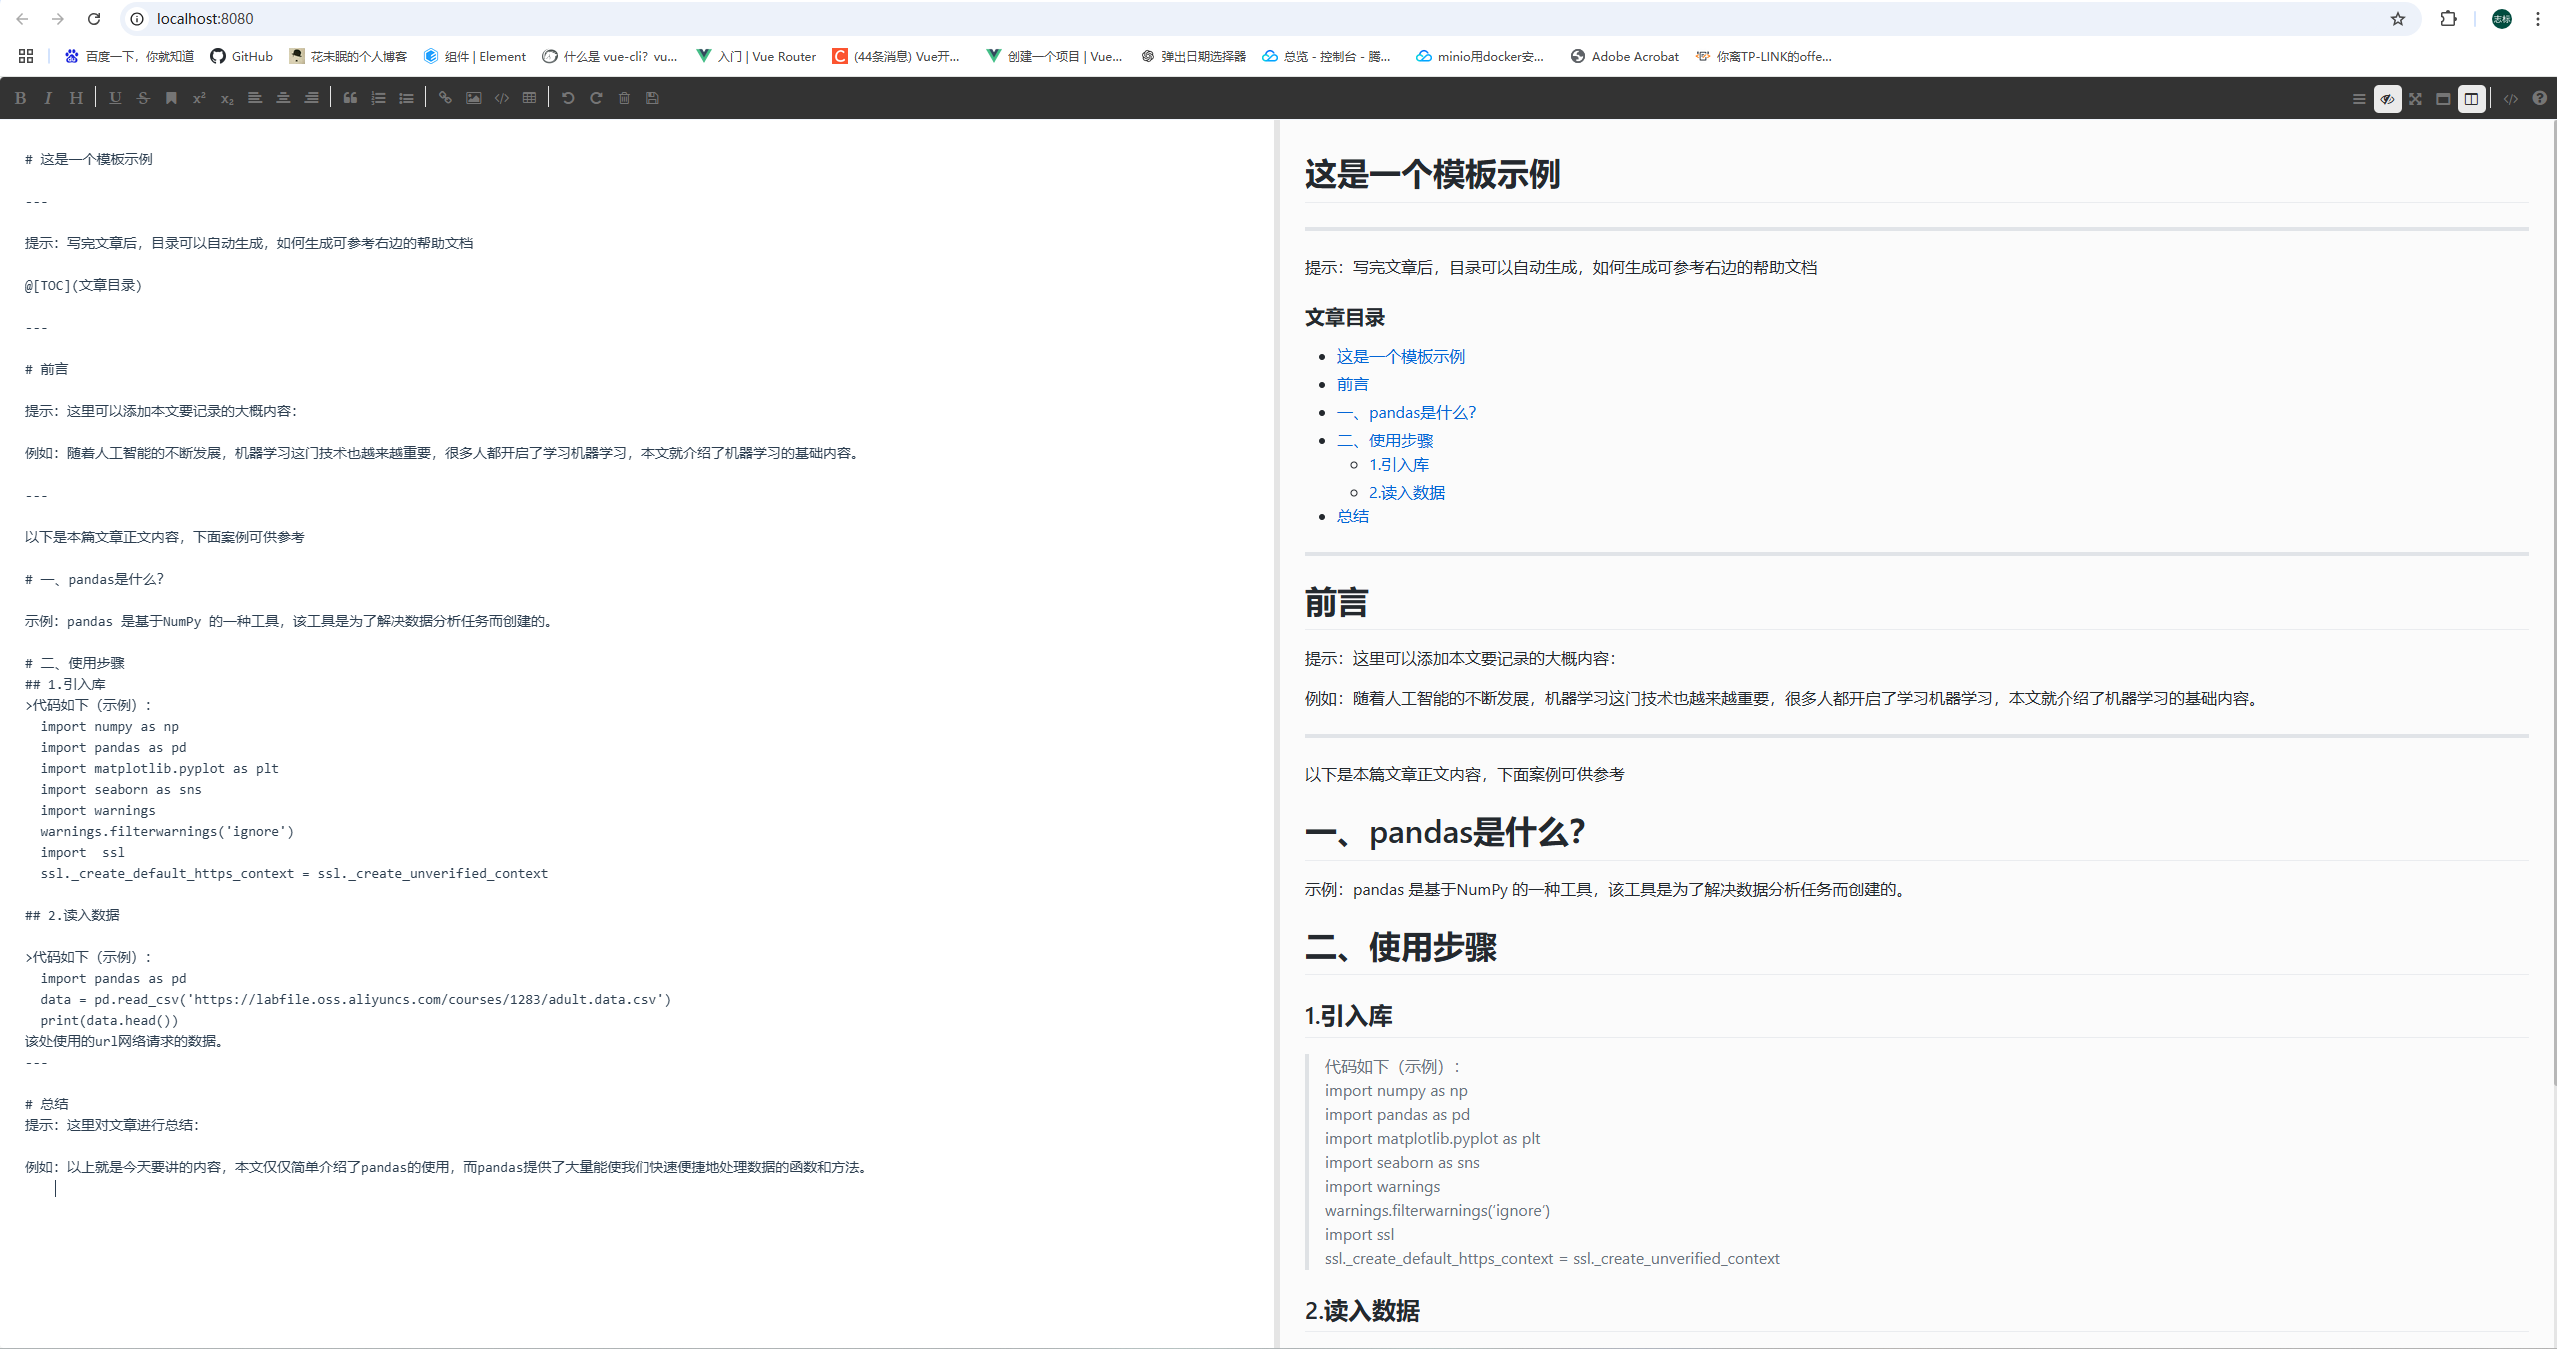 localhost:8080
志标
百度一下，你就知道 GitHub 花未眠的个人博客 组件 | Element 什么是 vue-cli？vu... 入门 | Vue Router (44条消息) Vue开... 创建一个项目 | Vue... 弹出日期选择器 总览 - 控制台 - 腾... minio用docker安... Adobe Acrobat 你离TP-LINK的offe...
B I H U S x² x₂
# 这是一个模板示例
---
提示：写完文章后，目录可以自动生成，如何生成可参考右边的帮助文档
@[TOC](文章目录)
---
# 前言
提示：这里可以添加本文要记录的大概内容：
例如：随着人工智能的不断发展，机器学习这门技术也越来越重要，很多人都开启了学习机器学习，本文就介绍了机器学习的基础内容。
---
以下是本篇文章正文内容，下面案例可供参考
# 一、pandas是什么？
示例：pandas 是基于NumPy 的一种工具，该工具是为了解决数据分析任务而创建的。
# 二、使用步骤
## 1.引入库
>代码如下（示例）：
import numpy as np
import pandas as pd
import matplotlib.pyplot as plt
import seaborn as sns
import warnings
warnings.filterwarnings('ignore')
import  ssl
ssl._create_default_https_context = ssl._create_unverified_context
## 2.读入数据
>代码如下（示例）：
import pandas as pd
data = pd.read_csv('https://labfile.oss.aliyuncs.com/courses/1283/adult.data.csv')
print(data.head())
该处使用的url网络请求的数据。
---
# 总结
提示：这里对文章进行总结：
例如：以上就是今天要讲的内容，本文仅仅简单介绍了pandas的使用，而pandas提供了大量能使我们快速便捷地处理数据的函数和方法。
这是一个模板示例
提示：写完文章后，目录可以自动生成，如何生成可参考右边的帮助文档
文章目录
这是一个模板示例
前言
一、pandas是什么？
二、使用步骤
1.引入库
2.读入数据
总结
前言
提示：这里可以添加本文要记录的大概内容：
例如：随着人工智能的不断发展，机器学习这门技术也越来越重要，很多人都开启了学习机器学习，本文就介绍了机器学习的基础内容。
以下是本篇文章正文内容，下面案例可供参考
一、pandas是什么？
示例：pandas 是基于NumPy 的一种工具，该工具是为了解决数据分析任务而创建的。
二、使用步骤
1.引入库
代码如下（示例）：
import numpy as np
import pandas as pd
import matplotlib.pyplot as plt
import seaborn as sns
import warnings
warnings.filterwarnings(‘ignore’)
import ssl
ssl._create_default_https_context = ssl._create_unverified_context
2.读入数据